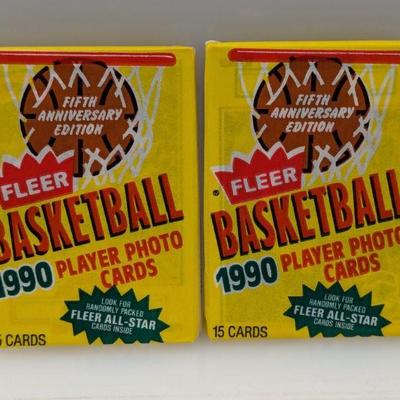 FIFTH
ANNIVERSARY
EDITION
FLEER
BASKETBALL
1990 PLAYER PHOTO
CARDS
LOOK FOR
RANDOMLY PACKED
FLEER ALL-STAR
CARDS INSIDE
5 CARDS
FIFTH
ANNIVERSARY
EDITION
FLEER
BASKETBALL
1990 PLAYER PHOTO
CARDS
LOOK FOR
RANDOMLY PACKED
FLEER ALL-STAR
CARDS INSIDE
15 CARDS